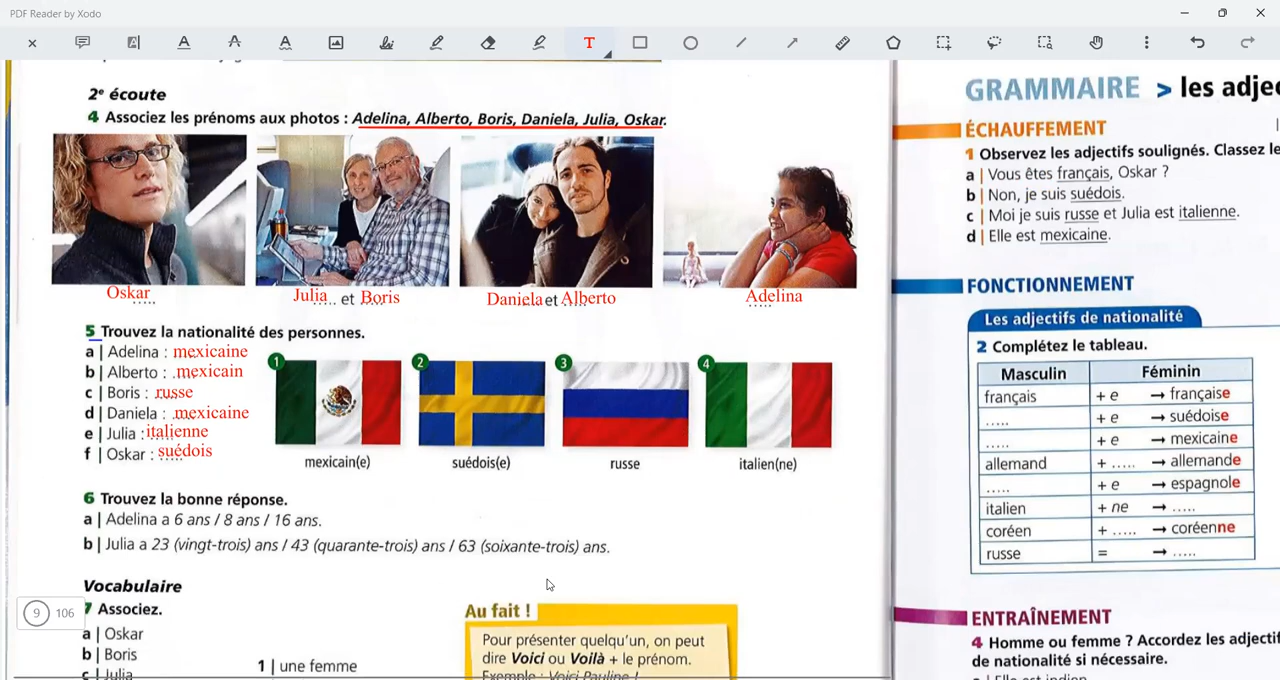 PDF Reader by Xodo
2e écoute
4 Associez les prénoms aux photos : Adelina, Alberto, Boris, Daniela, Julia, Oskar.
Oskar
Julia et Boris
Daniela et Alberto
Adelina
5 Trouvez la nationalité des personnes.
a | Adelina : mexicaine
b | Alberto : mexicain
c | Boris : russe
d | Daniela : mexicaine
e | Julia : italienne
f | Oskar : suédois
1
mexicain(e)
2
suédois(e)
3
russe
4
italien(ne)
6 Trouvez la bonne réponse.
a | Adelina a 6 ans / 8 ans / 16 ans.
b | Julia a 23 (vingt-trois) ans / 43 (quarante-trois) ans / 63 (soixante-trois) ans.
Vocabulaire
7 Associez.
a | Oskar
b | Boris
c | Julia
1 | une femme
9 106
Au fait !
Pour présenter quelqu'un, on peut
dire Voici ou Voilà + le prénom.
Exemple : Voici Pauline !
GRAMMAIRE > les adjec
ÉCHAUFFEMENT
1 Observez les adjectifs soulignés. Classez le
a | Vous êtes français, Oskar ?
b | Non, je suis suédois.
c | Moi je suis russe et Julia est italienne.
d | Elle est mexicaine.
FONCTIONNEMENT
Les adjectifs de nationalité
2 Complétez le tableau.
Masculin Féminin
français + e → française
..... + e → suédoise
..... + e → mexicaine
allemand + ..... → allemande
..... + e → espagnole
italien + ne → .....
coréen + ..... → coréenne
russe = → .....
ENTRAÎNEMENT
4 Homme ou femme ? Accordez les adjectif
de nationalité si nécessaire.